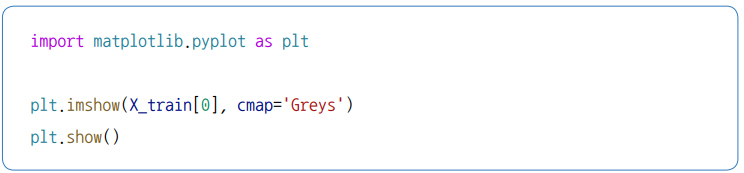 import matplotlib.pyplot as plt
plt.imshow(X_train[0], cmap='Greys')
plt.show()